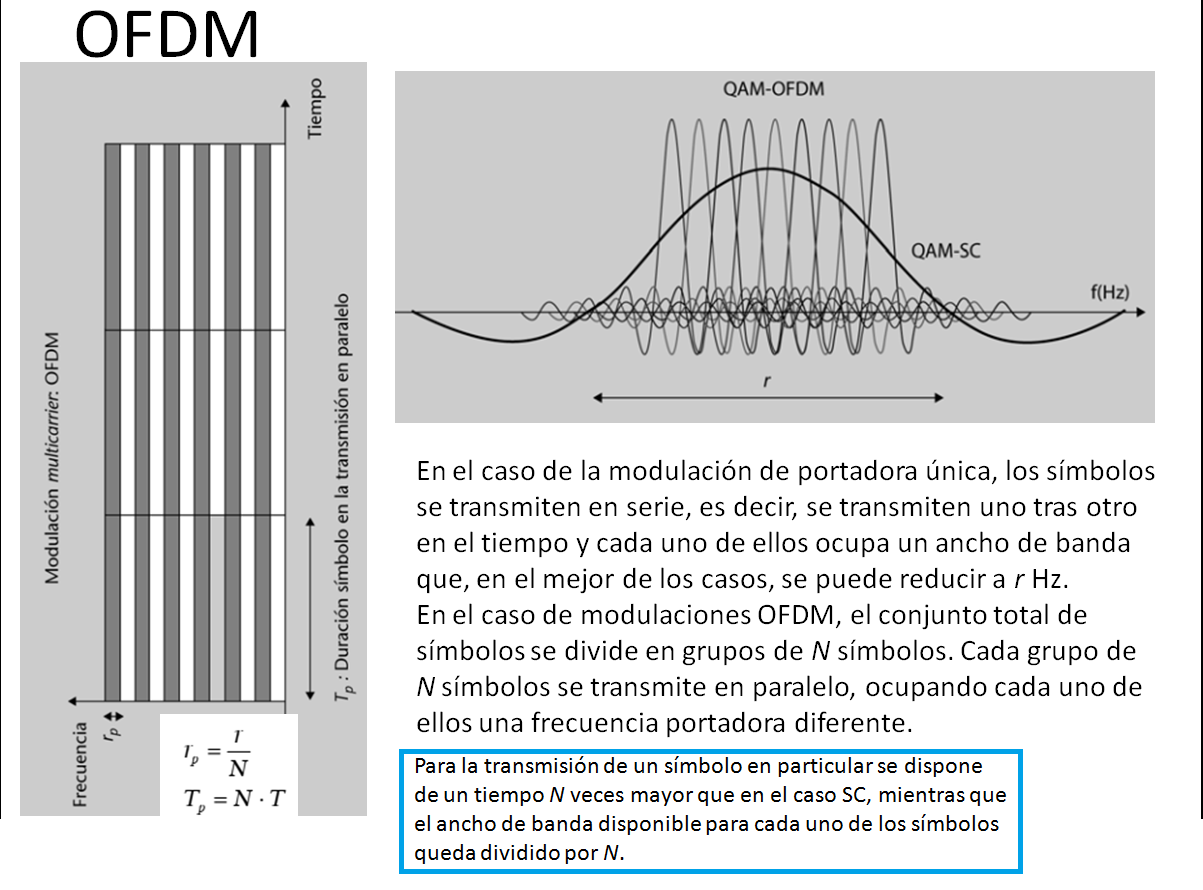 OFDM
Modulación multicarrier: OFDM
Tiempo
T_p : Duración símbolo en la transmisión en paralelo
Frecuencia
r_p
r_p = r/N
T_p = N · T
QAM-OFDM
QAM-SC
f(Hz)
r
En el caso de la modulación de portadora única, los símbolos
se transmiten en serie, es decir, se transmiten uno tras otro
en el tiempo y cada uno de ellos ocupa un ancho de banda
que, en el mejor de los casos, se puede reducir a r Hz.
En el caso de modulaciones OFDM, el conjunto total de
símbolos se divide en grupos de N símbolos. Cada grupo de
N símbolos se transmite en paralelo, ocupando cada uno de
ellos una frecuencia portadora diferente.
Para la transmisión de un símbolo en particular se dispone
de un tiempo N veces mayor que en el caso SC, mientras que
el ancho de banda disponible para cada uno de los símbolos
queda dividido por N.